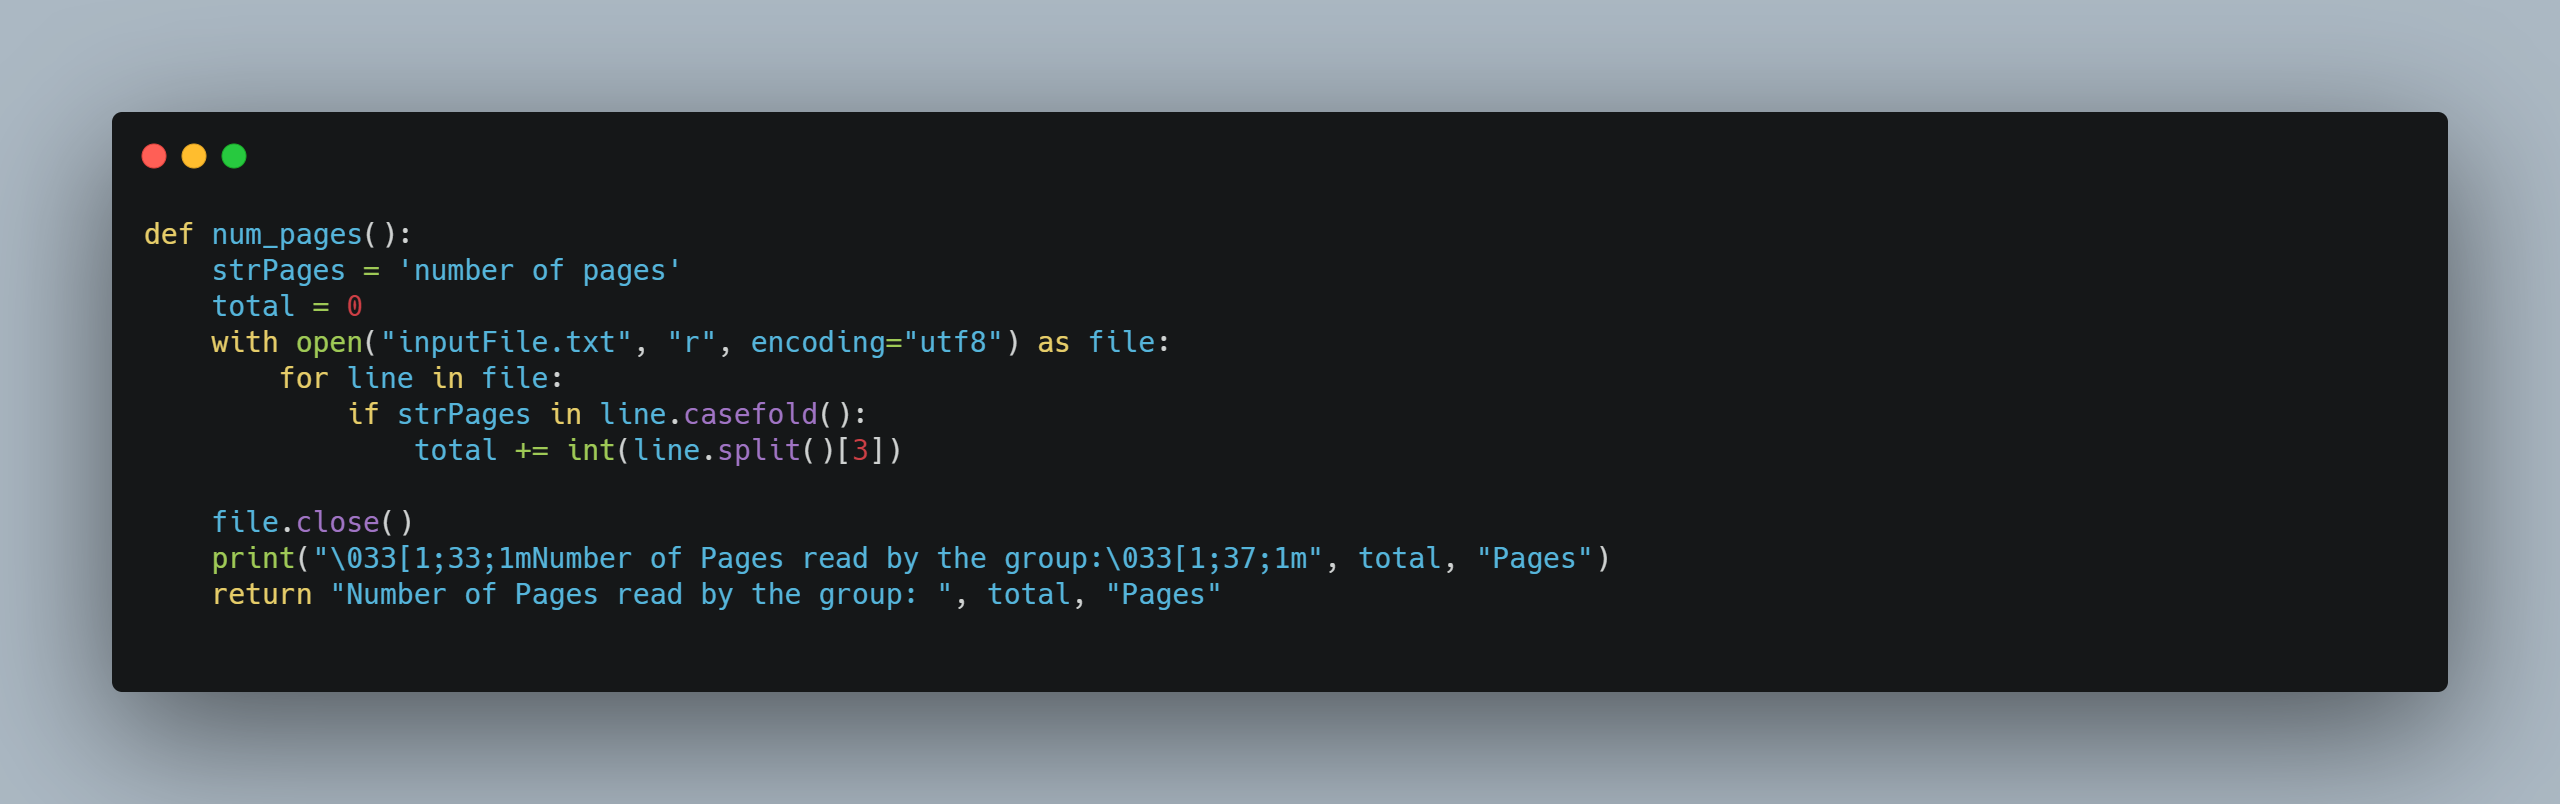 def num_pages():
    strPages = 'number of pages'
    total = 0
    with open("inputFile.txt", "r", encoding="utf8") as file:
        for line in file:
            if strPages in line.casefold():
                total += int(line.split()[3])

    file.close()
    print("\033[1;33;1mNumber of Pages read by the group:\033[1;37;1m", total, "Pages")
    return "Number of Pages read by the group: ", total, "Pages"